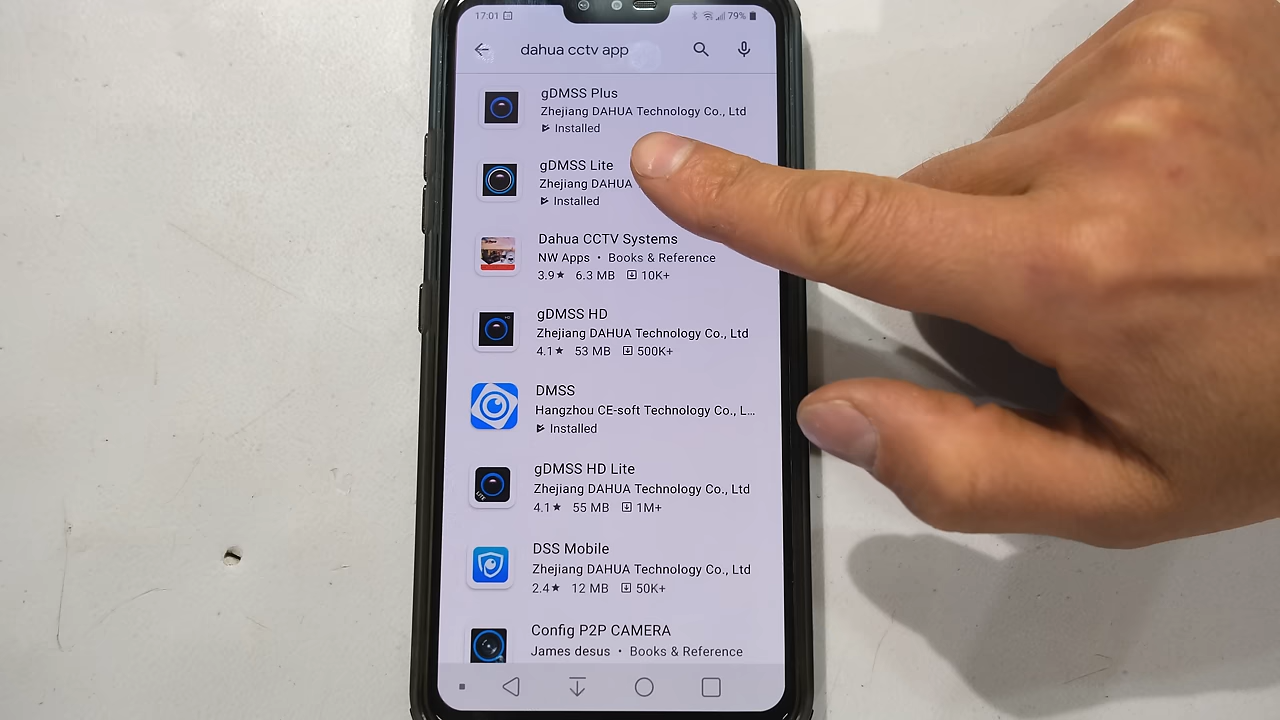 17:01 79%
dahua cctv app
gDMSS Plus
Zhejiang DAHUA Technology Co., Ltd
Installed
gDMSS Lite
Zhejiang DAHUA
Installed
Dahua CCTV Systems
NW Apps • Books & Reference
3.9★ 6.3 MB 10K+
gDMSS HD
Zhejiang DAHUA Technology Co., Ltd
4.1★ 53 MB 500K+
DMSS
Hangzhou CE-soft Technology Co., L...
Installed
gDMSS HD Lite
Zhejiang DAHUA Technology Co., Ltd
4.1★ 55 MB 1M+
DSS Mobile
Zhejiang DAHUA Technology Co., Ltd
2.4★ 12 MB 50K+
Config P2P CAMERA
James desus • Books & Reference